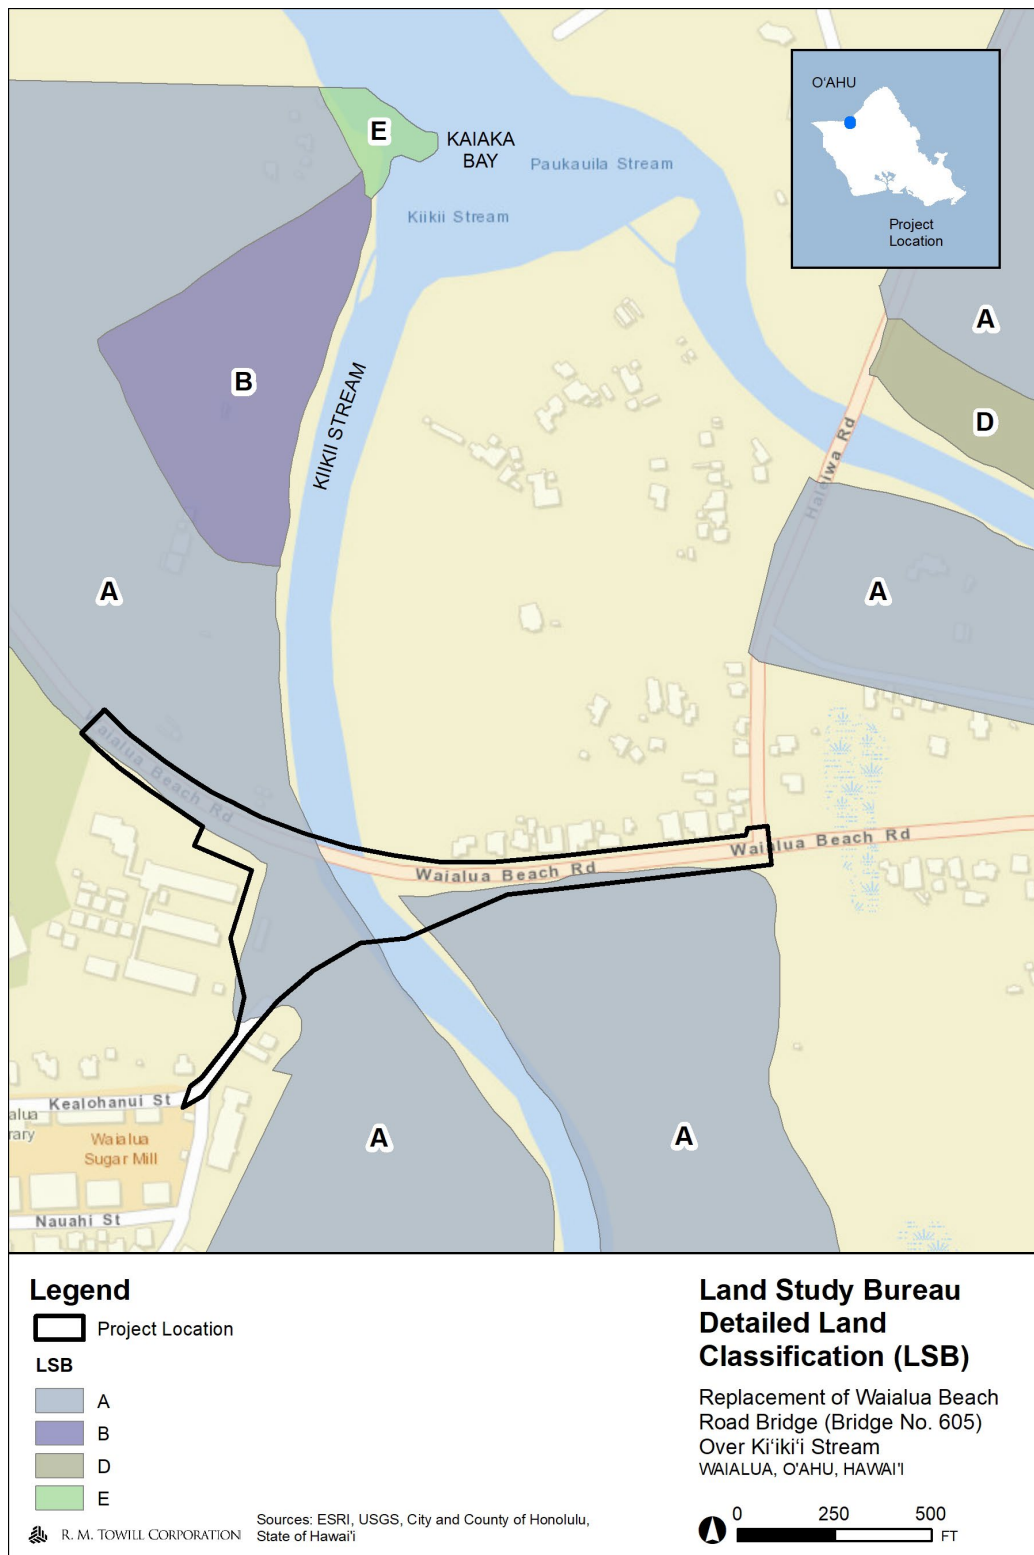 O'AHU
Project
Location
E
KAIAKA
BAY
Paukauila Stream
Kiikii Stream
A
B
KIIKII STREAM
D
Haleiwa Rd
A
A
Waialua Beach Rd
Waialua Beach Rd
Waialua Beach Rd
Kealohanui St
alua
rary
Waialua
Sugar Mill
A
A
Nauahi St
Legend
Project Location
LSB
A
B
D
E
R. M. TOWILL CORPORATION
Sources: ESRI, USGS, City and County of Honolulu,
State of Hawai'i
Land Study Bureau
Detailed Land
Classification (LSB)
Replacement of Waialua Beach
Road Bridge (Bridge No. 605)
Over Ki‘iki‘i Stream
WAIALUA, O'AHU, HAWAI'I
0 250 500
FT